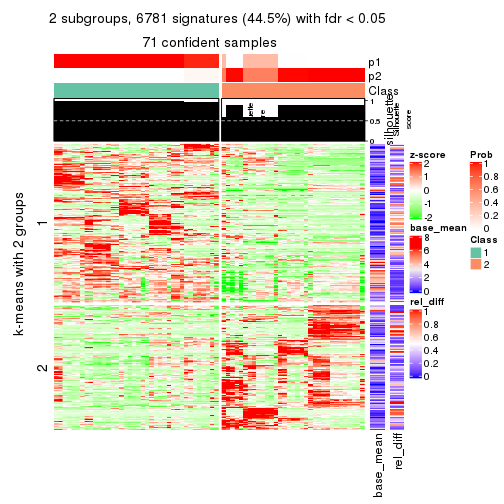 2 subgroups, 6781 signatures (44.5%) with fdr < 0.05
71 confident samples
p1
p2
Class
1
0.5
0
silhouette
Silhouette
score
k-means with 2 groups
1
2
base_mean
rel_diff
z-score
2
1
0
-1
-2
base_mean
8
6
4
2
0
rel_diff
1
0.8
0.6
0.4
0.2
0
Prob
1
0.8
0.6
0.4
0.2
0
Class
1
2